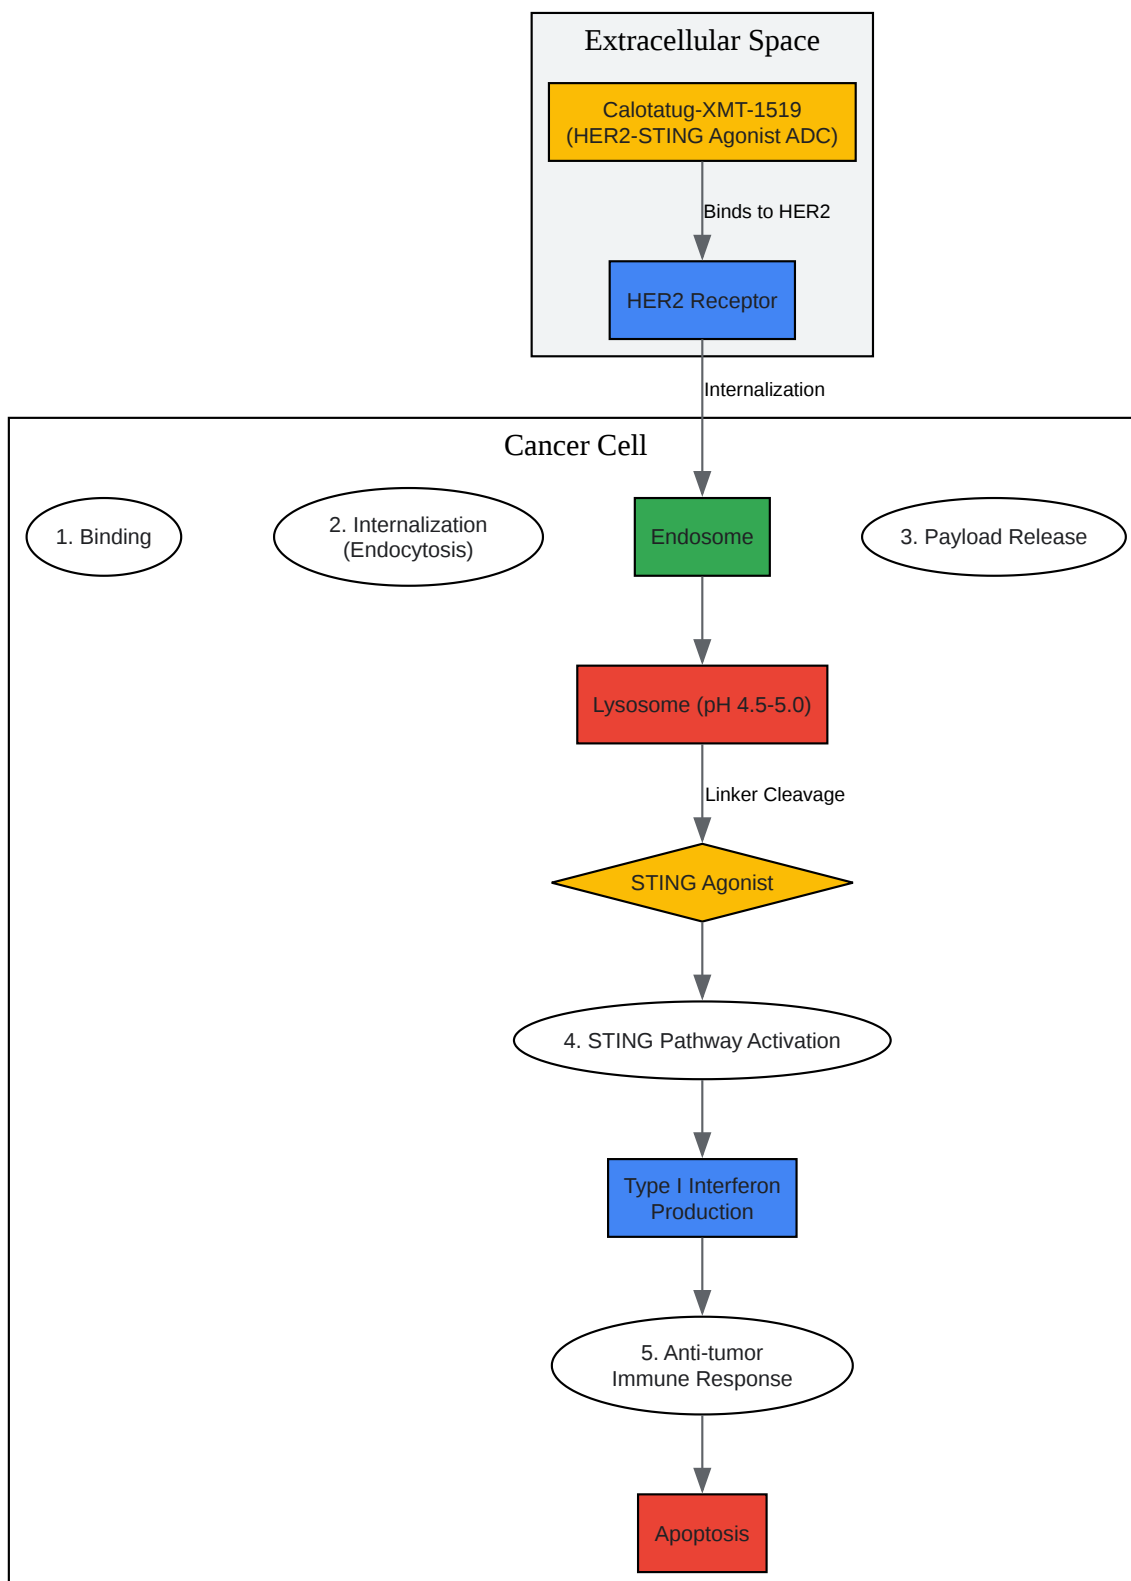 Extracellular Space
Calotatug-XMT-1519
(HER2-STING Agonist ADC)
Binds to HER2
HER2 Receptor
Internalization
Cancer Cell
1. Binding
2. Internalization
(Endocytosis)
Endosome
3. Payload Release
Lysosome (pH 4.5-5.0)
Linker Cleavage
STING Agonist
4. STING Pathway Activation
Type I Interferon
Production
5. Anti-tumor
Immune Response
Apoptosis